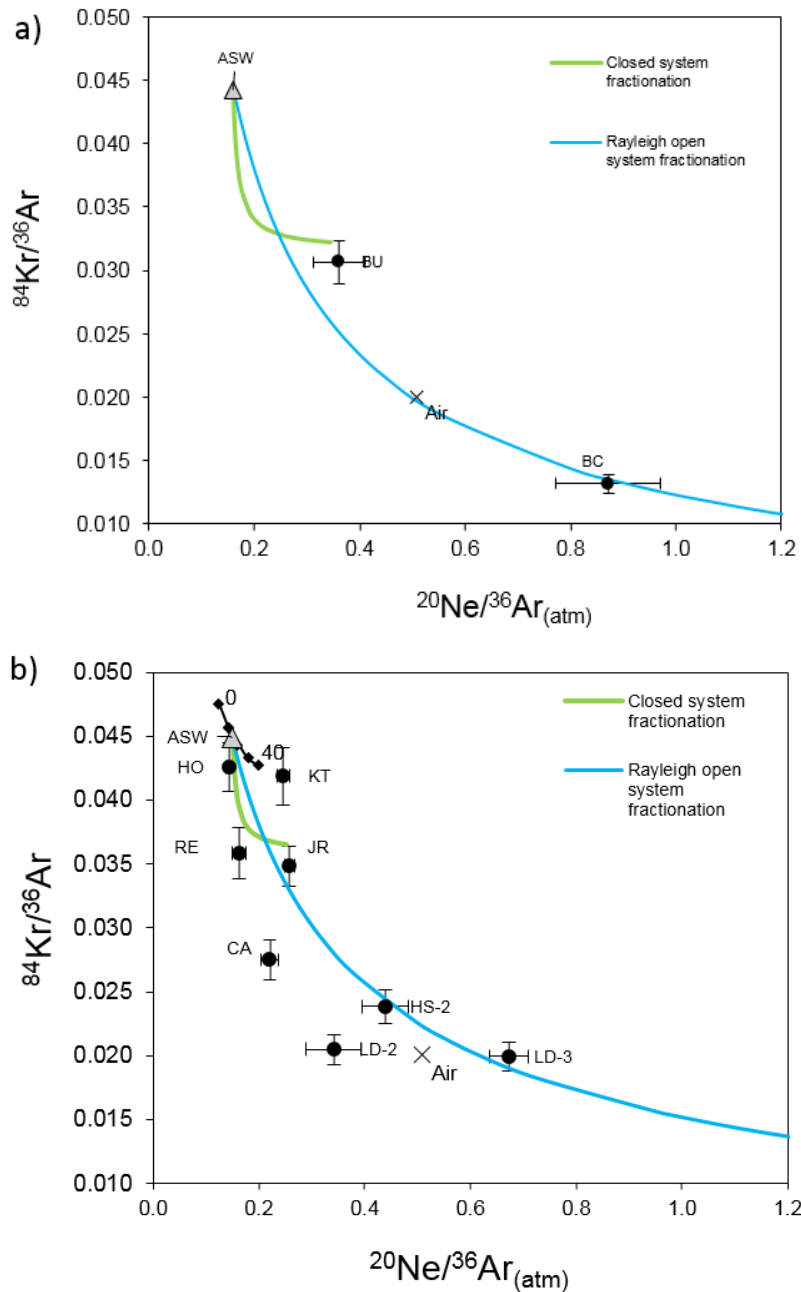 a)
0.050
0.045
0.040
0.035
0.030
0.025
0.020
0.015
0.010
⁸⁴Kr/³⁶Ar
ASW
Closed system
fractionation
Rayleigh open
system fractionation
BU
Air
BC
0.0
0.2
0.4
0.6
0.8
1.0
1.2
²⁰Ne/³⁶Ar(atm)
b)
0.050
0.045
0.040
0.035
0.030
0.025
0.020
0.015
0.010
⁸⁴Kr/³⁶Ar
0
ASW
40
HO
KT
RE
JR
CA
HS-2
LD-2
Air
LD-3
Closed system
fractionation
Rayleigh open
system
fractionation
0.0
0.2
0.4
0.6
0.8
1.0
1.2
²⁰Ne/³⁶Ar(atm)